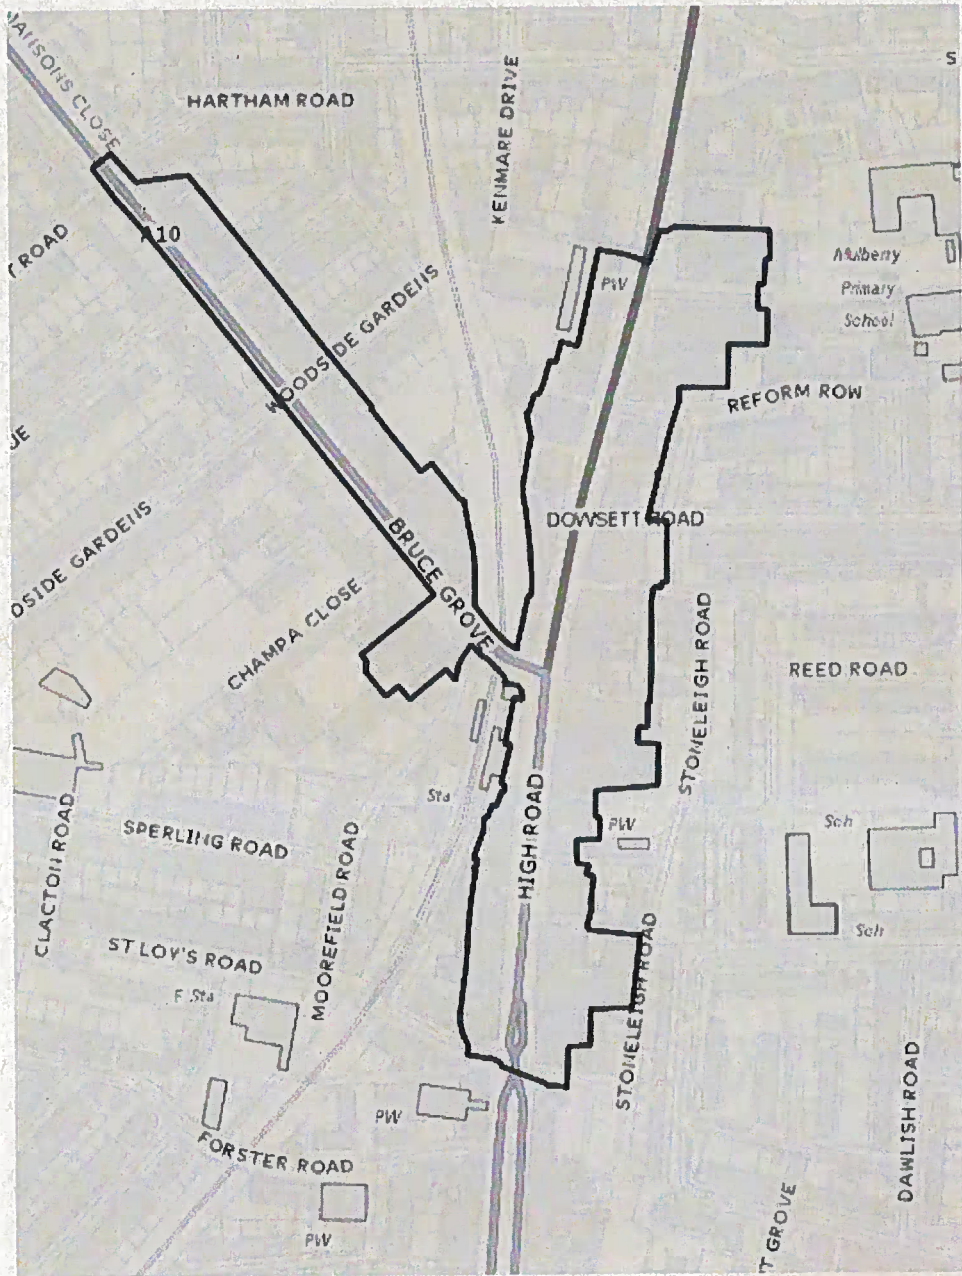 HARTHAM ROAD
KENMARE DRIVE
S
A10
ROAD
Mulberry
Primary
School
PW
WOODSIDE GARDENS
REFORM ROW
DOWSETT ROAD
BRUCE GROVE
CHAMPA CLOSE
STONELEIGH ROAD
REED ROAD
Sta
HIGH ROAD
PW
Sch
SPERLING ROAD
CLACTON ROAD
MOOREFIELD ROAD
Sch
ST LOY'S ROAD
F Sta
STONELEIGH ROAD
PW
FORSTER ROAD
DAWLISH ROAD
PW
GROVE